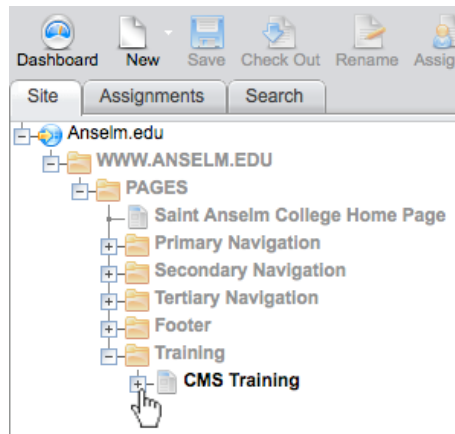 Dashboard New Save Check Out Rename
Site Assignments Search
Anselm.edu
WWW.ANSELM.EDU
PAGES
Saint Anselm College Home Page
Primary Navigation
Secondary Navigation
Tertiary Navigation
Footer
Training
CMS Training